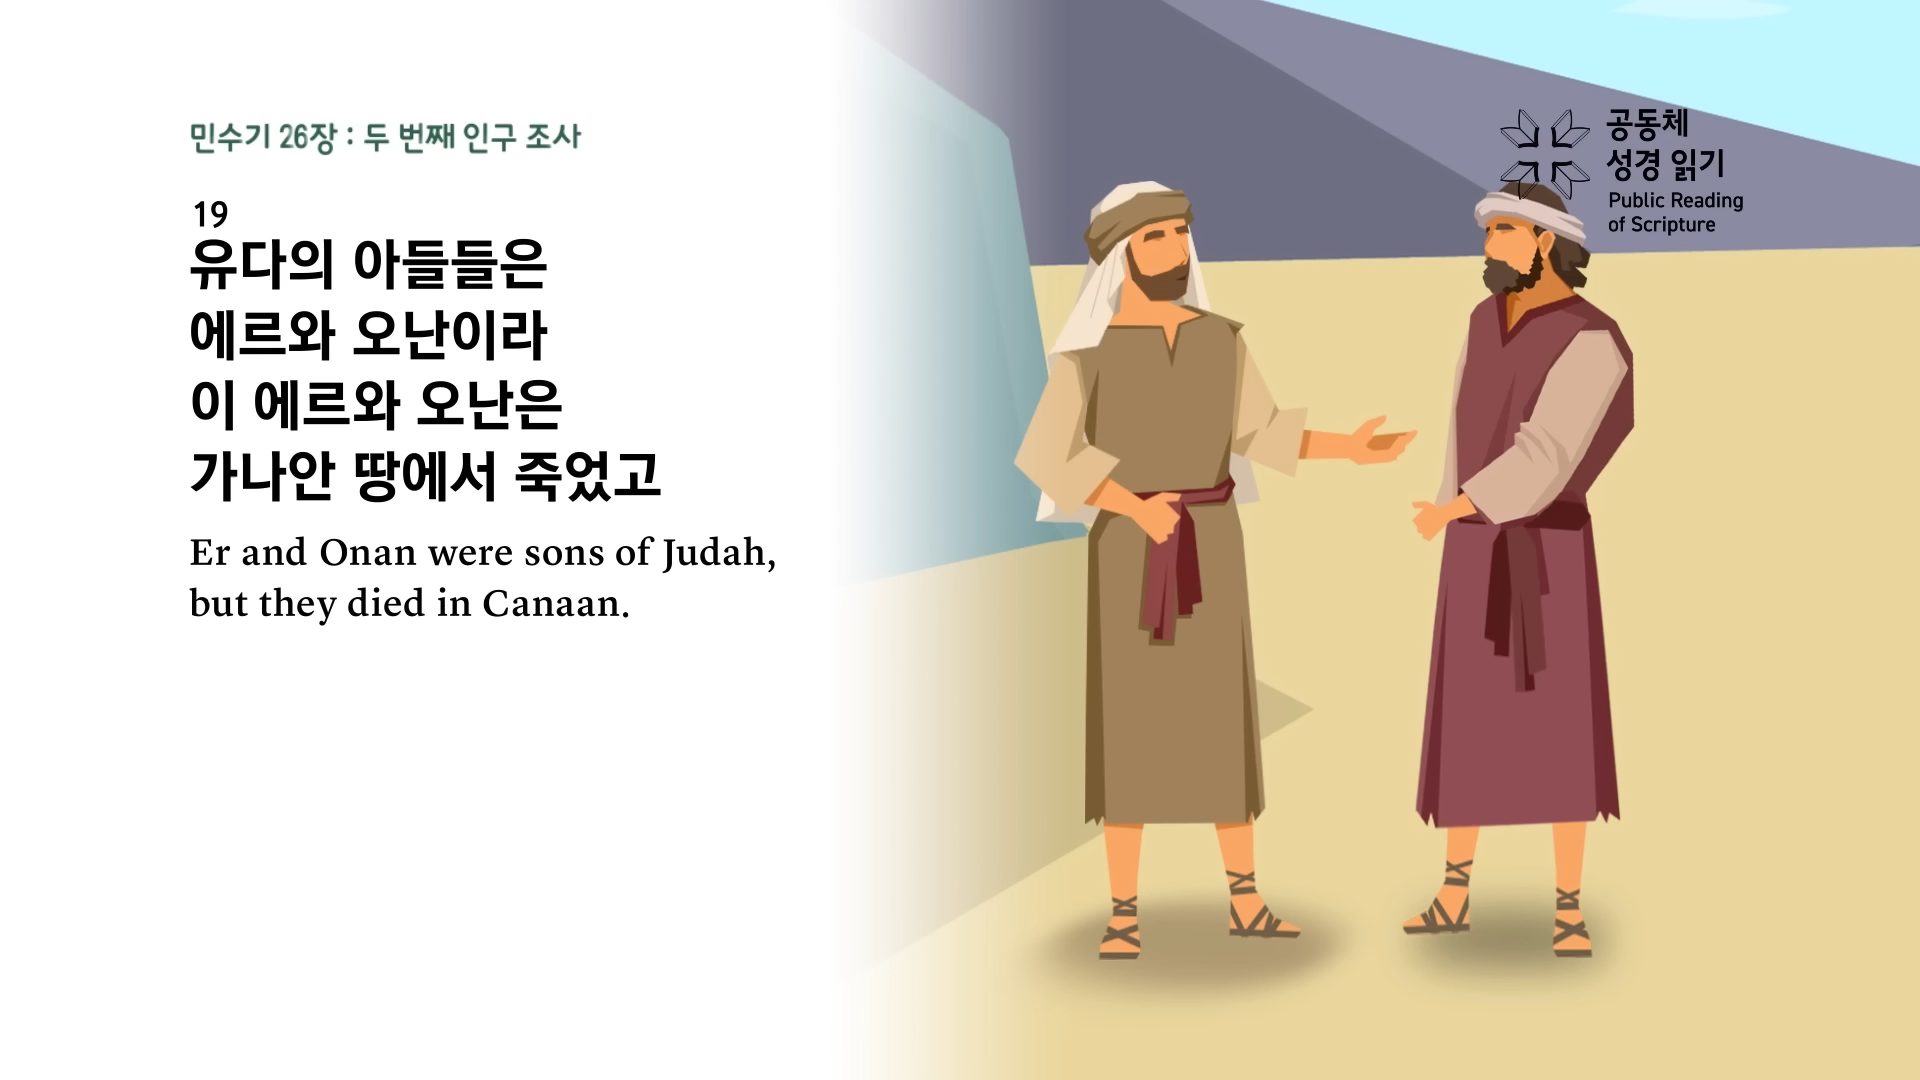 민수기 26장 : 두 번째 인구 조사
19
유다의 아들들은
에르와 오난이라
이 에르와 오난은
가나안 땅에서 죽었고
Er and Onan were sons of Judah,
but they died in Canaan.
공동체
성경 읽기
Public Reading
of Scripture